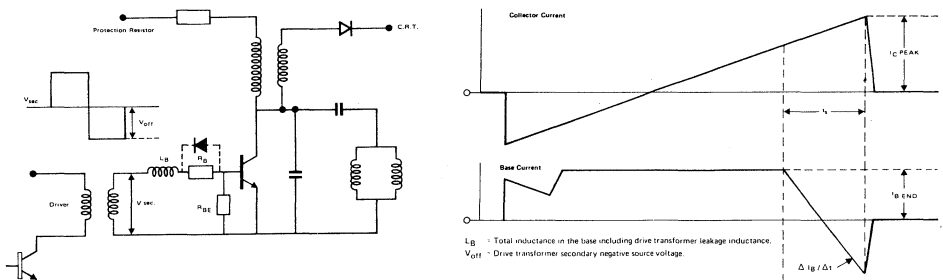 Protection Resistor
C.R.T.
Vsec
Voff
LB
RB
Driver
V sec.
RBE
Collector Current
IC PEAK
ts
Base Current
IB END
LB = Total inductance in the base including drive transformer leakage inductance.
Voff = Drive transformer secondary negative source voltage.
Δ IB / Δt